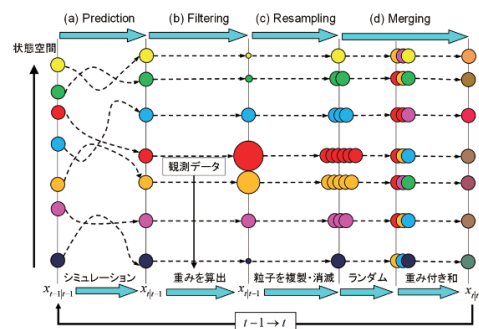 (a) Prediction (b) Filtering (c) Resampling (d) Merging
状態空間
観測データ
シミュレーション 重みを算出 粒子を複製・消滅 ランダム 重み付き和
x_{t-1|t-1} x_{t|t-1} x_{t|t-1} x_{t|t} x_{t|t}
t-1→t